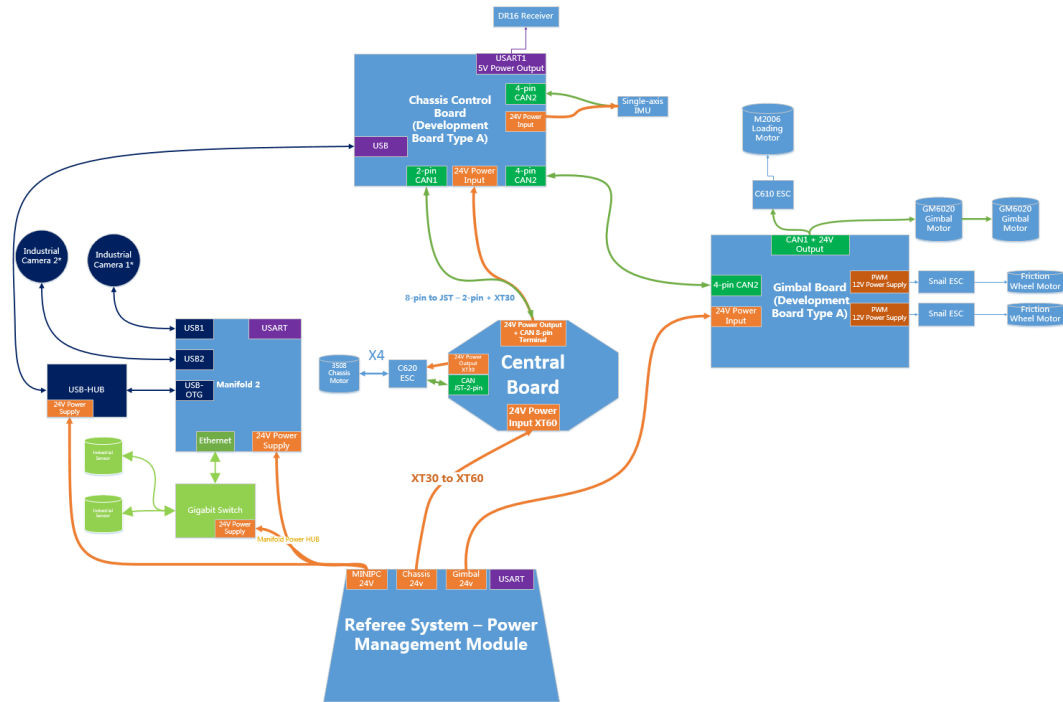 DR16 Receiver
USART1
5V Power Output
Chassis Control
Board
(Development
Board Type A)
4-pin
CAN2
24V Power
Input
Single-axis
IMU
USB
2-pin
CAN1
24V Power
Input
4-pin
CAN2
M2006
Loading
Motor
C610 ESC
GM6020
Gimbal
Motor
GM6020
Gimbal
Motor
CAN1 + 24V
Output
4-pin CAN2
24V Power
Input
Gimbal Board
(Development
Board Type A)
PWM
12V Power Supply
Snail ESC
Friction
Wheel Motor
PWM
12V Power Supply
Snail ESC
Friction
Wheel Motor
Industrial
Camera 2*
Industrial
Camera 1*
8-pin to JST – 2-pin + XT30
USB1
USART
USB2
Manifold 2
USB-
OTG
USB-HUB
24V Power
Supply
Ethernet
24V Power
Supply
24V Power Output
+ CAN 8-pin
Terminal
Central
Board
24V Power
Output
XT30
CAN
JST-2-pin
24V Power
Input XT60
X4
3508
Chassis
Motor
C620
ESC
Industrial
Sensor
Industrial
Sensor
Gigabit Switch
24V Power
Supply
Manifold Power HUB
XT30 to XT60
MINIPC
24V
Chassis
24v
Gimbal
24v
USART
Referee System – Power
Management Module